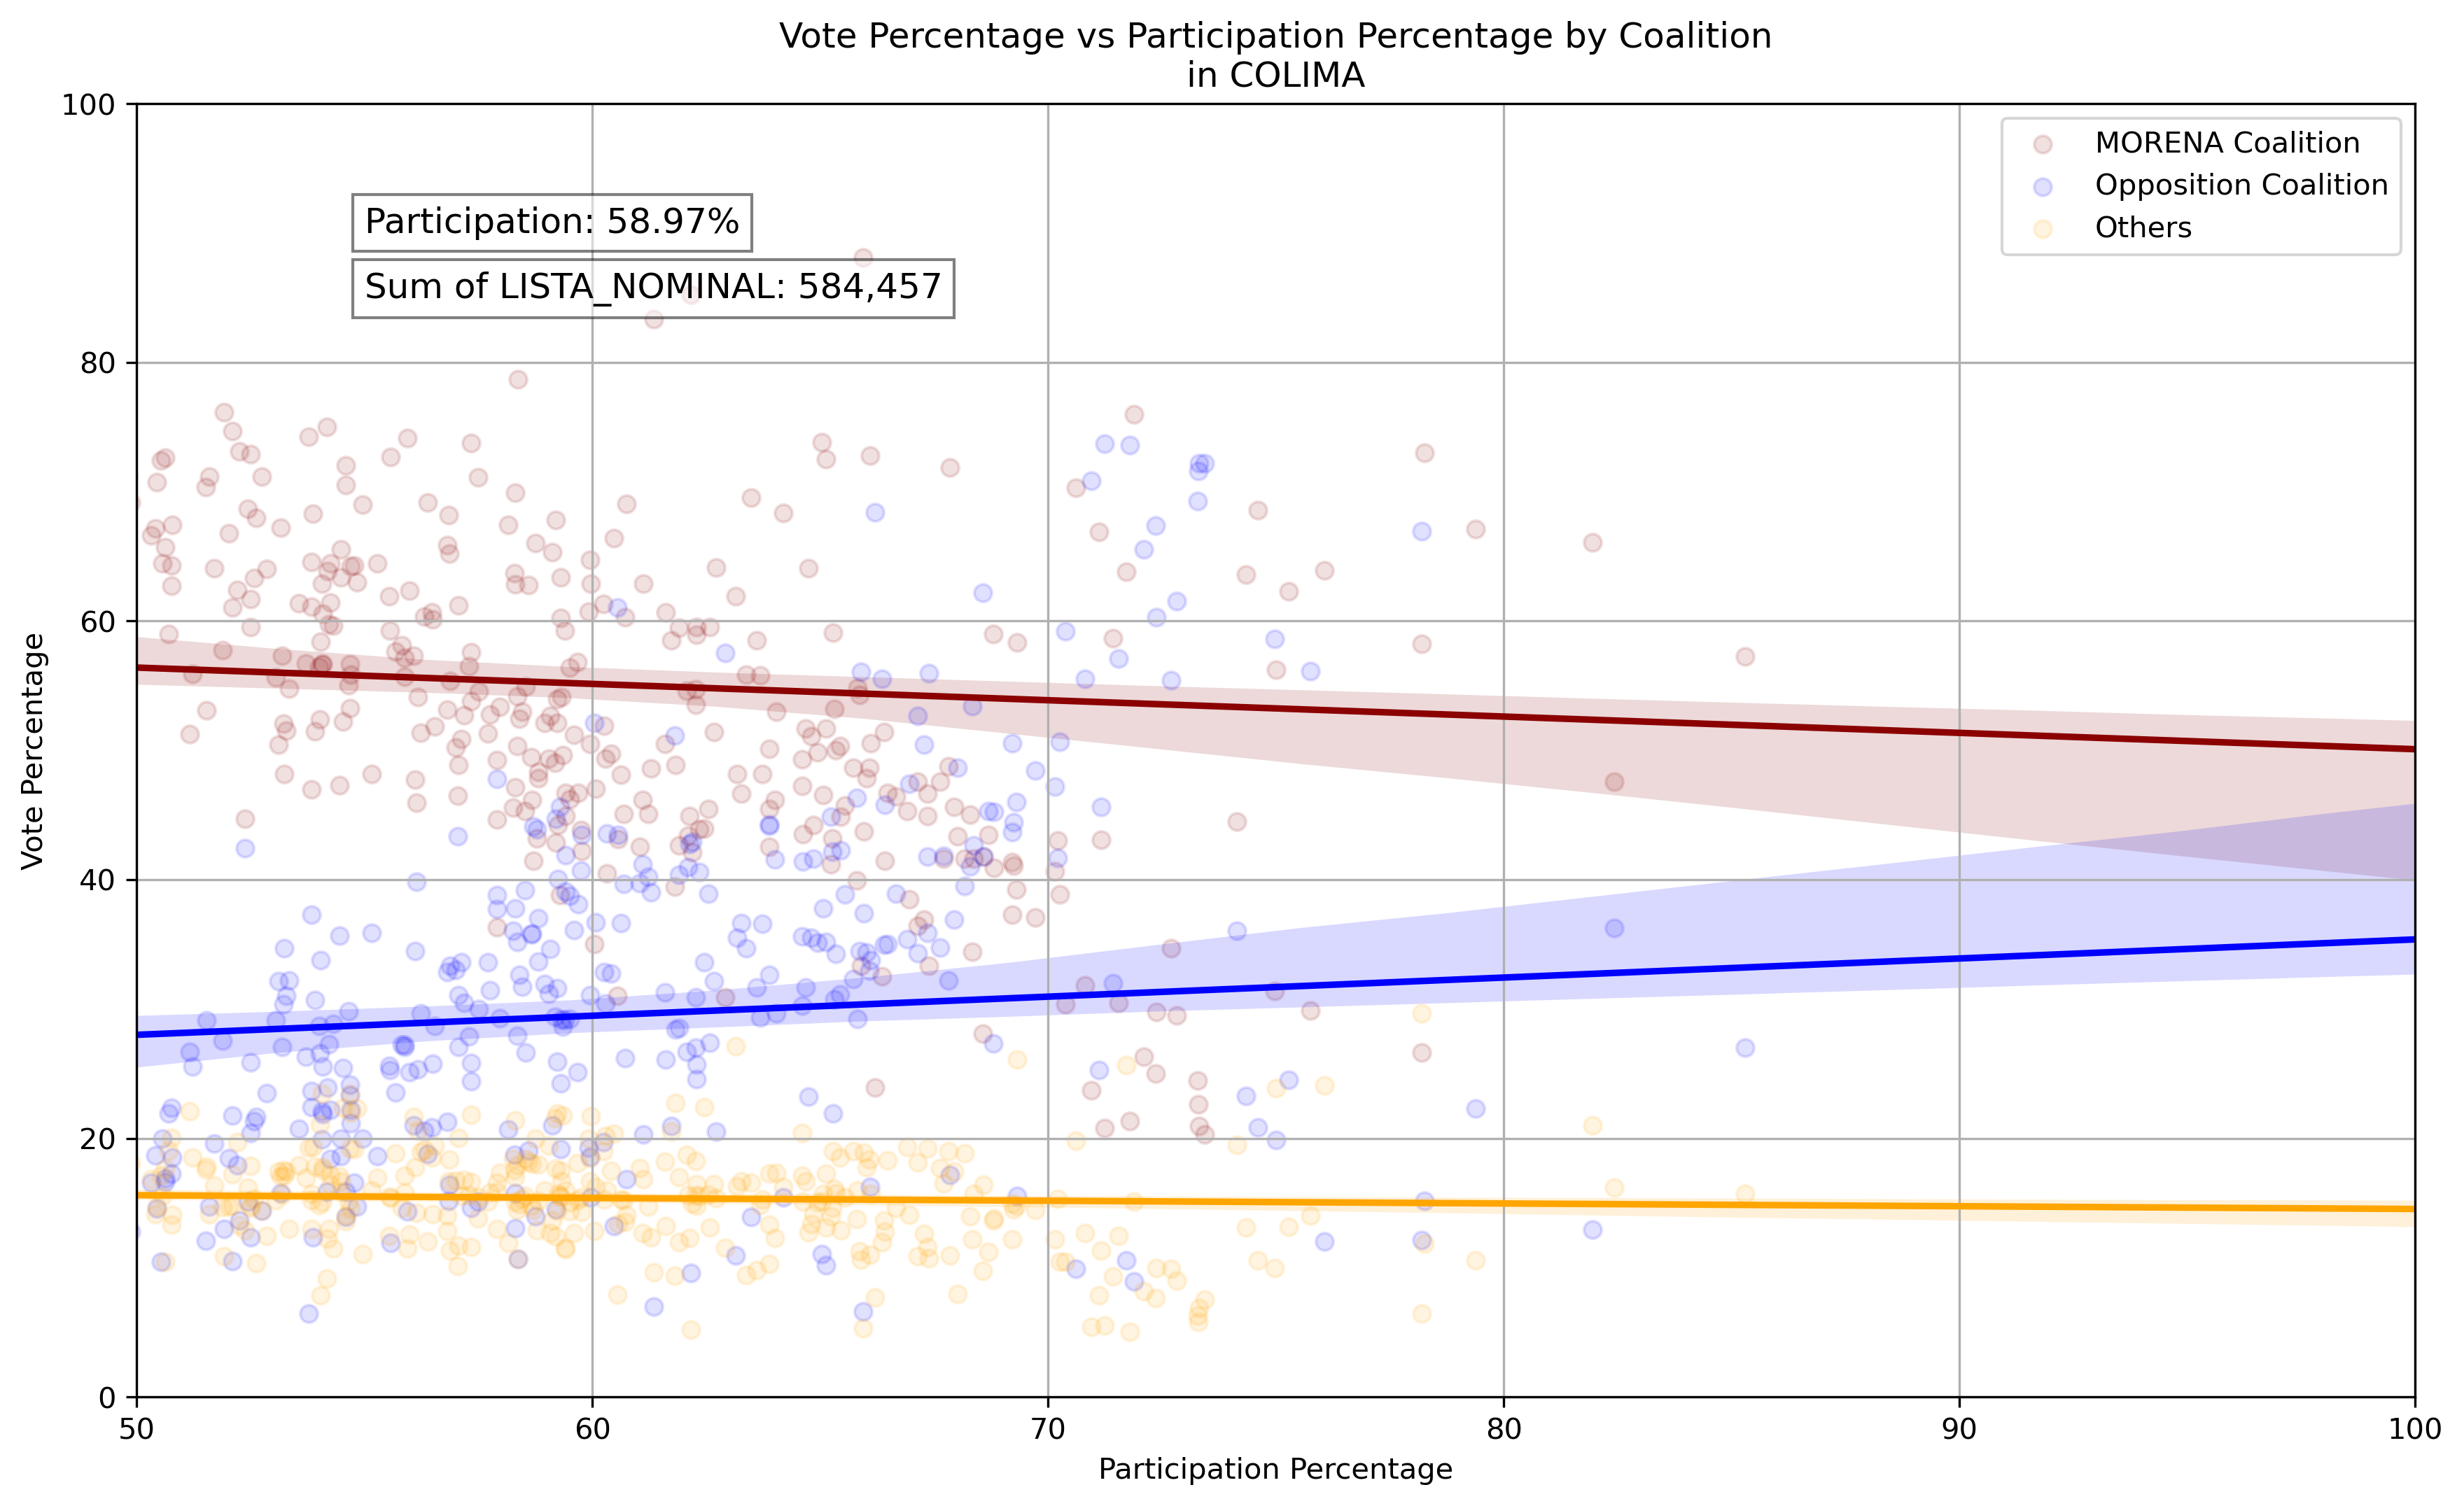 Vote Percentage vs Participation Percentage by Coalition
in COLIMA
100
80
60
40
20
0
Vote Percentage
Participation: 58.97%
Sum of LISTA_NOMINAL: 584,457
MORENA Coalition
Opposition Coalition
Others
50
60
70
80
90
100
Participation Percentage